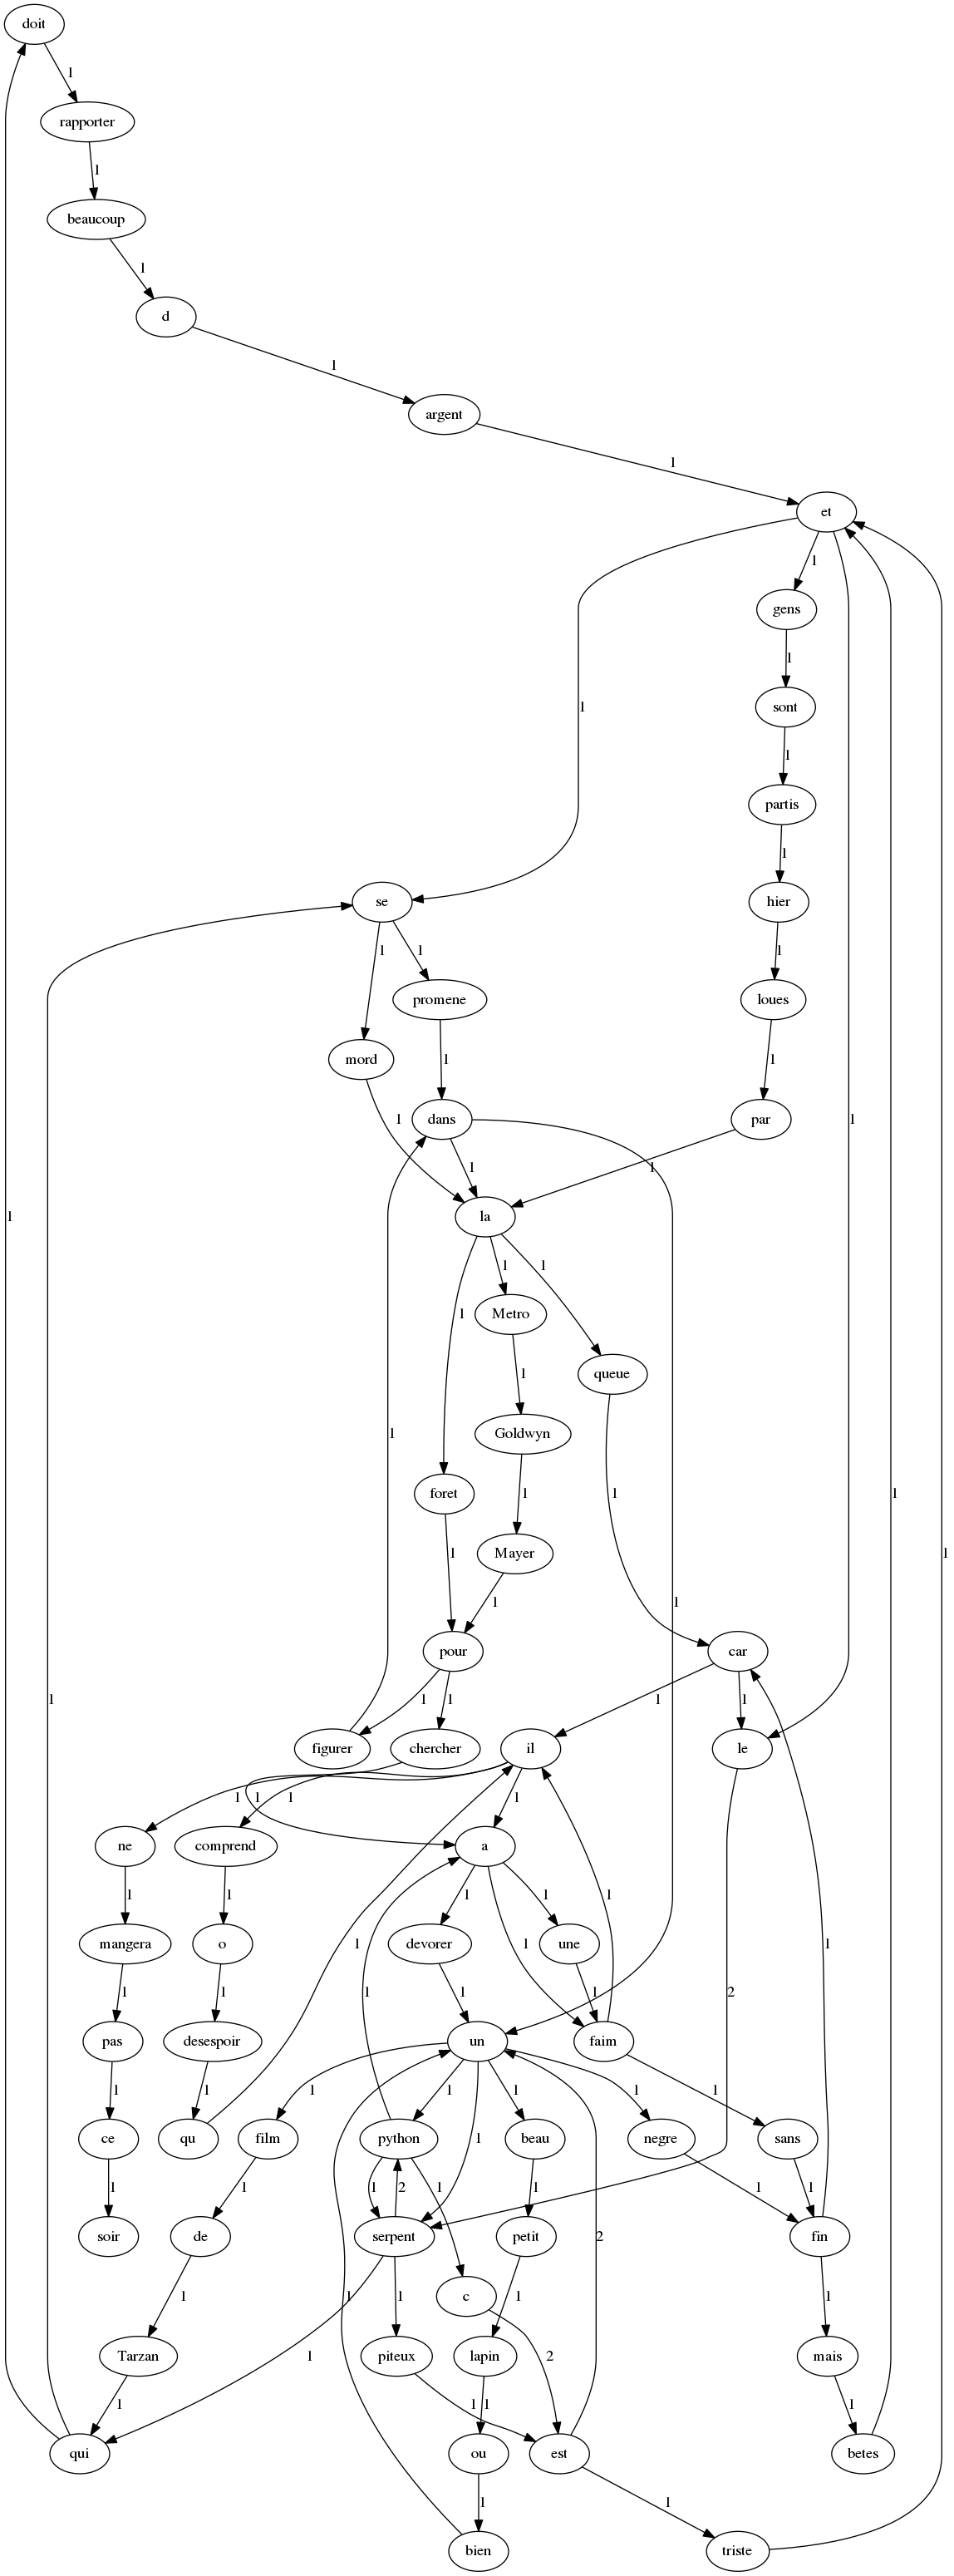 doit
1
rapporter
1
beaucoup
1
d
1
argent
1
et
1
gens
1
sont
1 1
partis
1
hier
se
1 1 1
promene
loues
mord
1 1
dans
par
1 1 1
1
1
la
1 1 1
Metro
queue
1
1
Goldwyn
foret
1 1
1
1
Mayer
1
1
pour
car
1 1 1 1 1
figurer
chercher
il
le
1 1 1 1
ne
comprend
a
1 1 1 1 1 1
mangera
o
devorer
une
1 1 1 1 1 1 2
pas
desespoir
un
faim
1 1 1 1 1 1 1
ce
qu
film
python
beau
negre
sans
1 1 1 2 1 1 1 1 1
soir
de
serpent
petit
fin
2
1 1 1 1 1
c
1 2
Tarzan
piteux
lapin
mais
1 1 1 1
qui
ou
est
betes
1 1
bien
triste